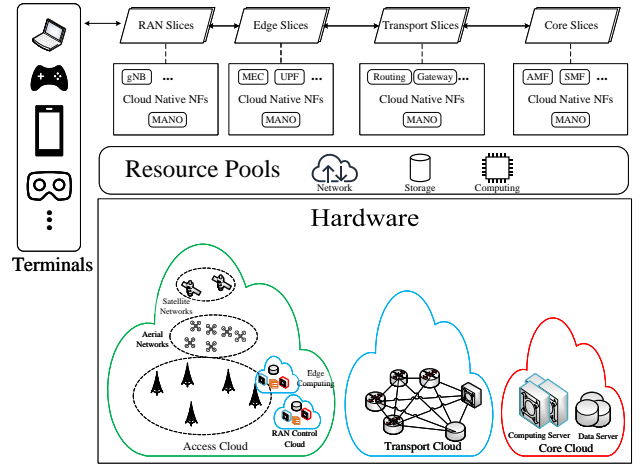 RAN Slices
Edge Slices
Transport Slices
Core Slices
gNB
...
Cloud Native NFs
MANO
MEC
UPF
...
Cloud Native NFs
MANO
Routing
Gateway
...
Cloud Native NFs
MANO
AMF
SMF
...
Cloud Native NFs
MANO
Terminals
Resource Pools
Network
Storage
Computing
Hardware
Satellite
Networks
Aerial
Networks
Edge
Computing
RAN Control
Cloud
Access Cloud
Transport Cloud
Computing Server
Data Server
Core Cloud